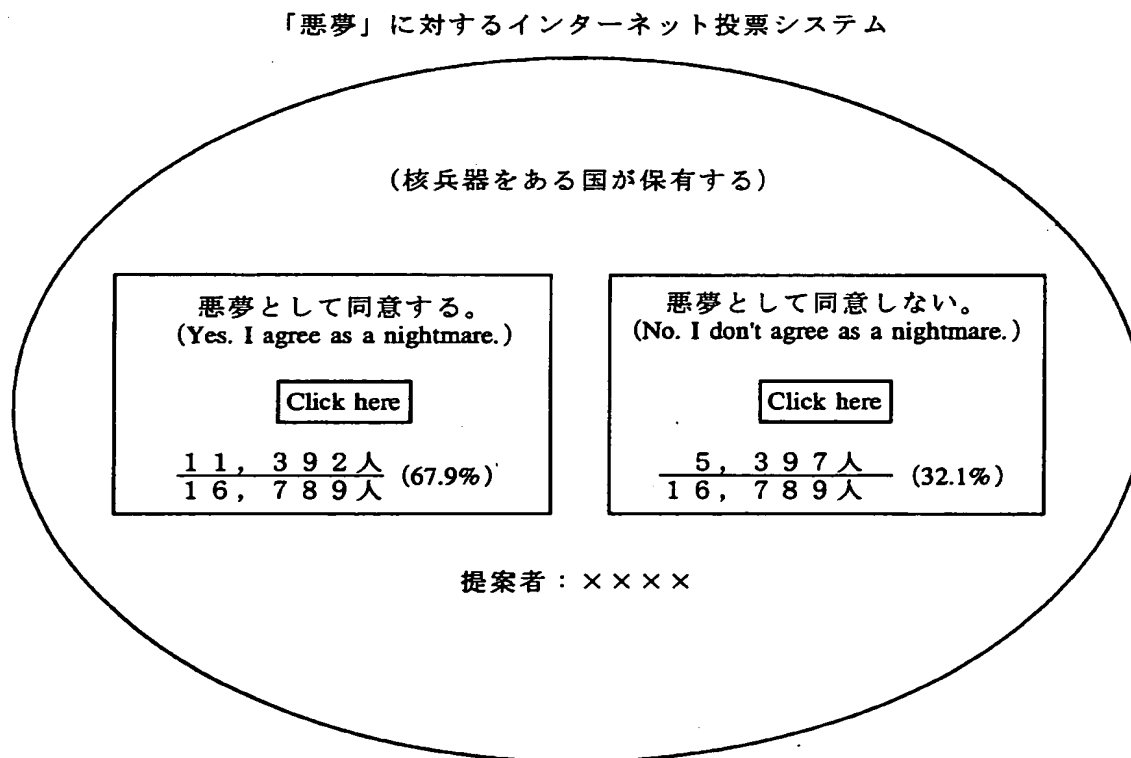 「悪夢」に対するインターネット投票システム
(核兵器をある国が保有する)
悪夢として同意する。
(Yes. I agree as a nightmare.)
Click here
11,392人
16,789人 (67.9%)
悪夢として同意しない。
(No. I don't agree as a nightmare.)
Click here
5,397人
16,789人 (32.1%)
提案者：××××